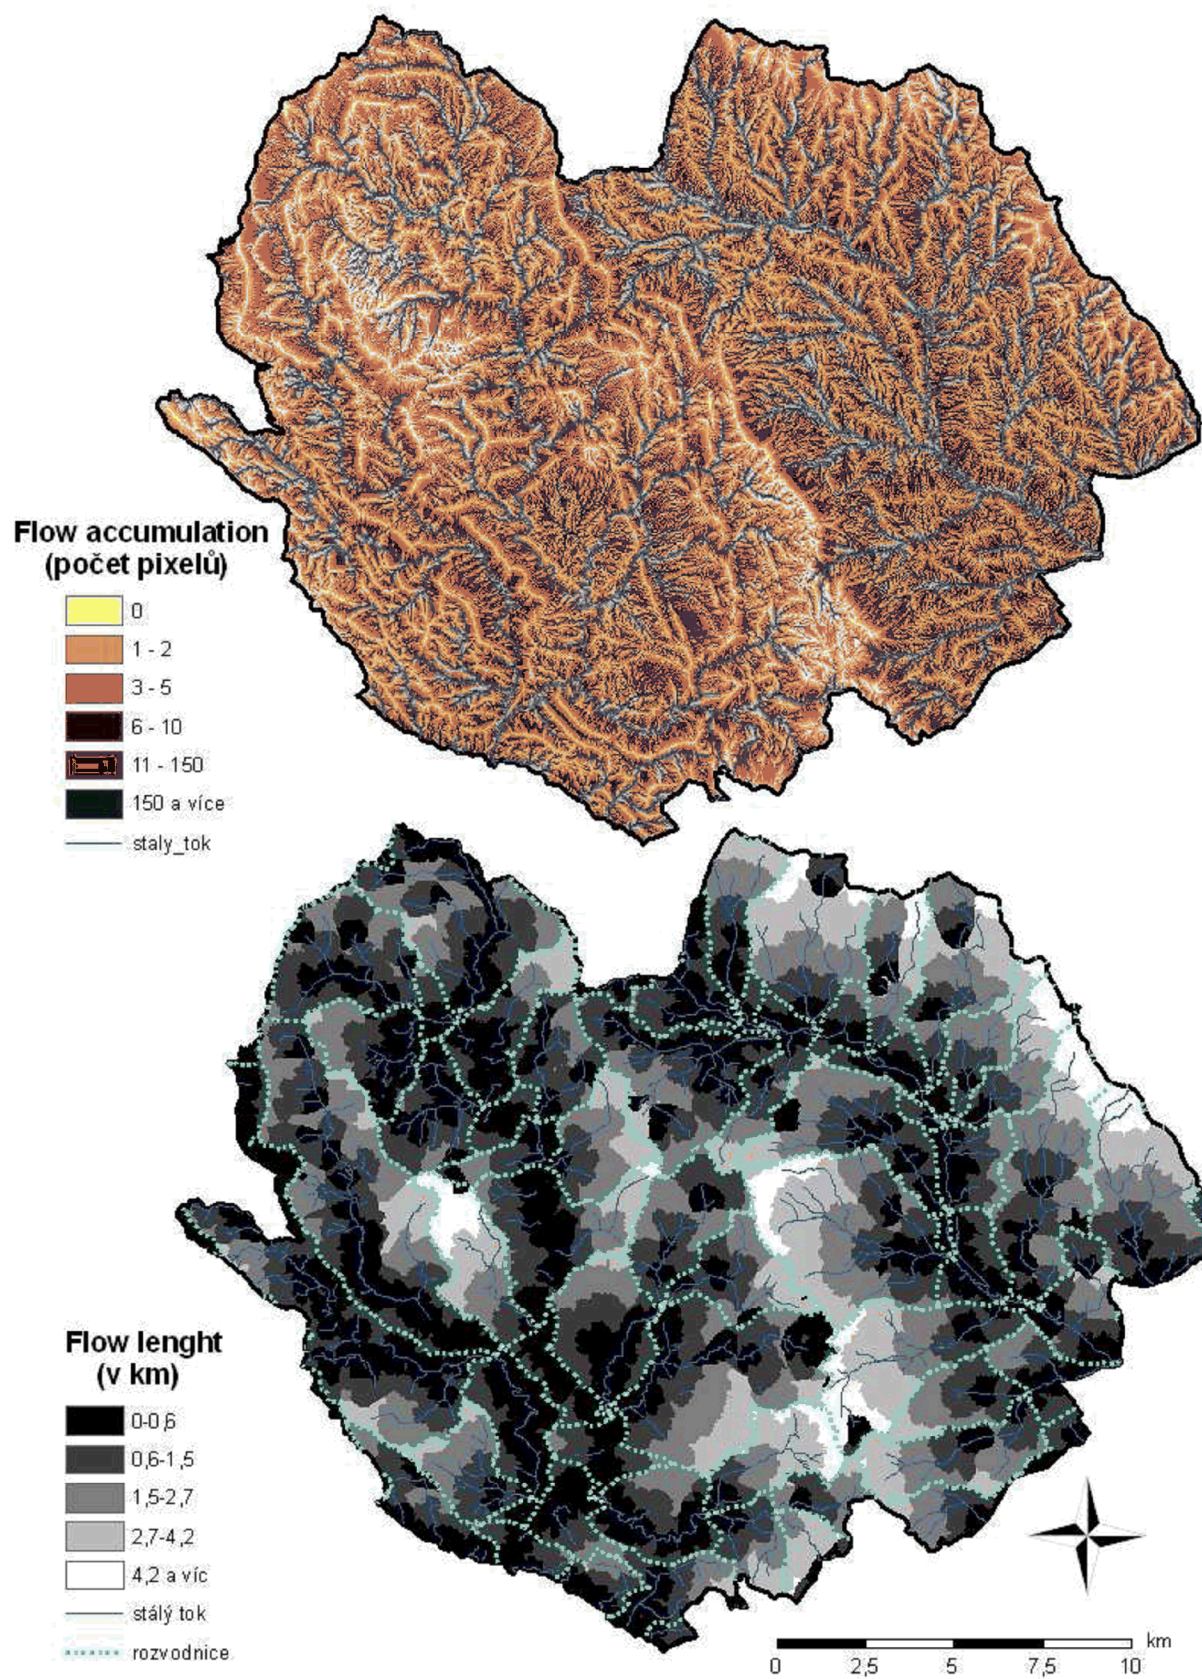 Flow accumulation
(počet pixelů)
0
1 - 2
3 - 5
6 - 10
11 - 150
150 a více
staly_tok
Flow lenght
(v km)
0-0,6
0,6-1,5
1,5-2,7
2,7-4,2
4,2 a víc
stálý tok
rozvodnice
km
0 2,5 5 7,5 10